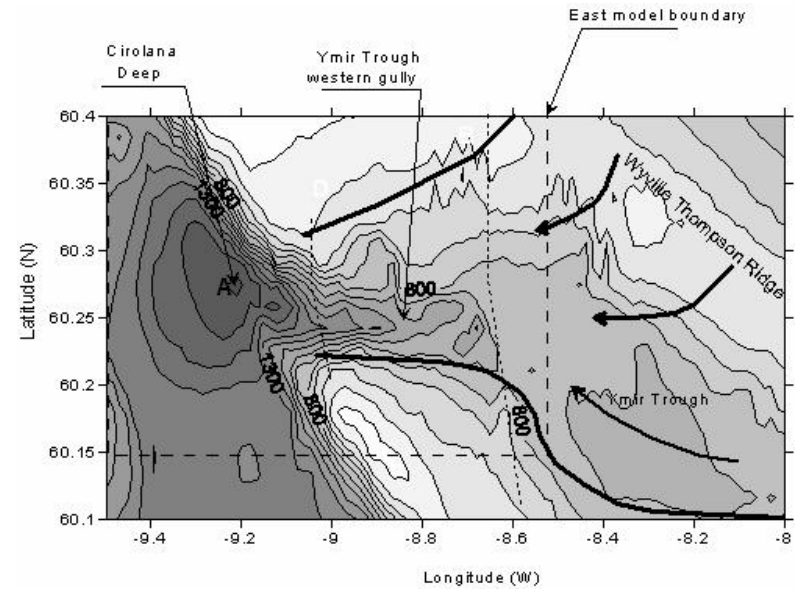 East model boundary
Cirolana
Deep
Ymir Trough
western gully
60.4
60.35
60.3
60.25
60.2
60.15
60.1
Latitude (N)
800
1300
D
A
800
Wyville Thompson Ridge
1300
800
800
Ymir Trough
-9.4
-9.2
-9
-8.8
-8.6
-8.4
-8.2
-8
Longitude (W)